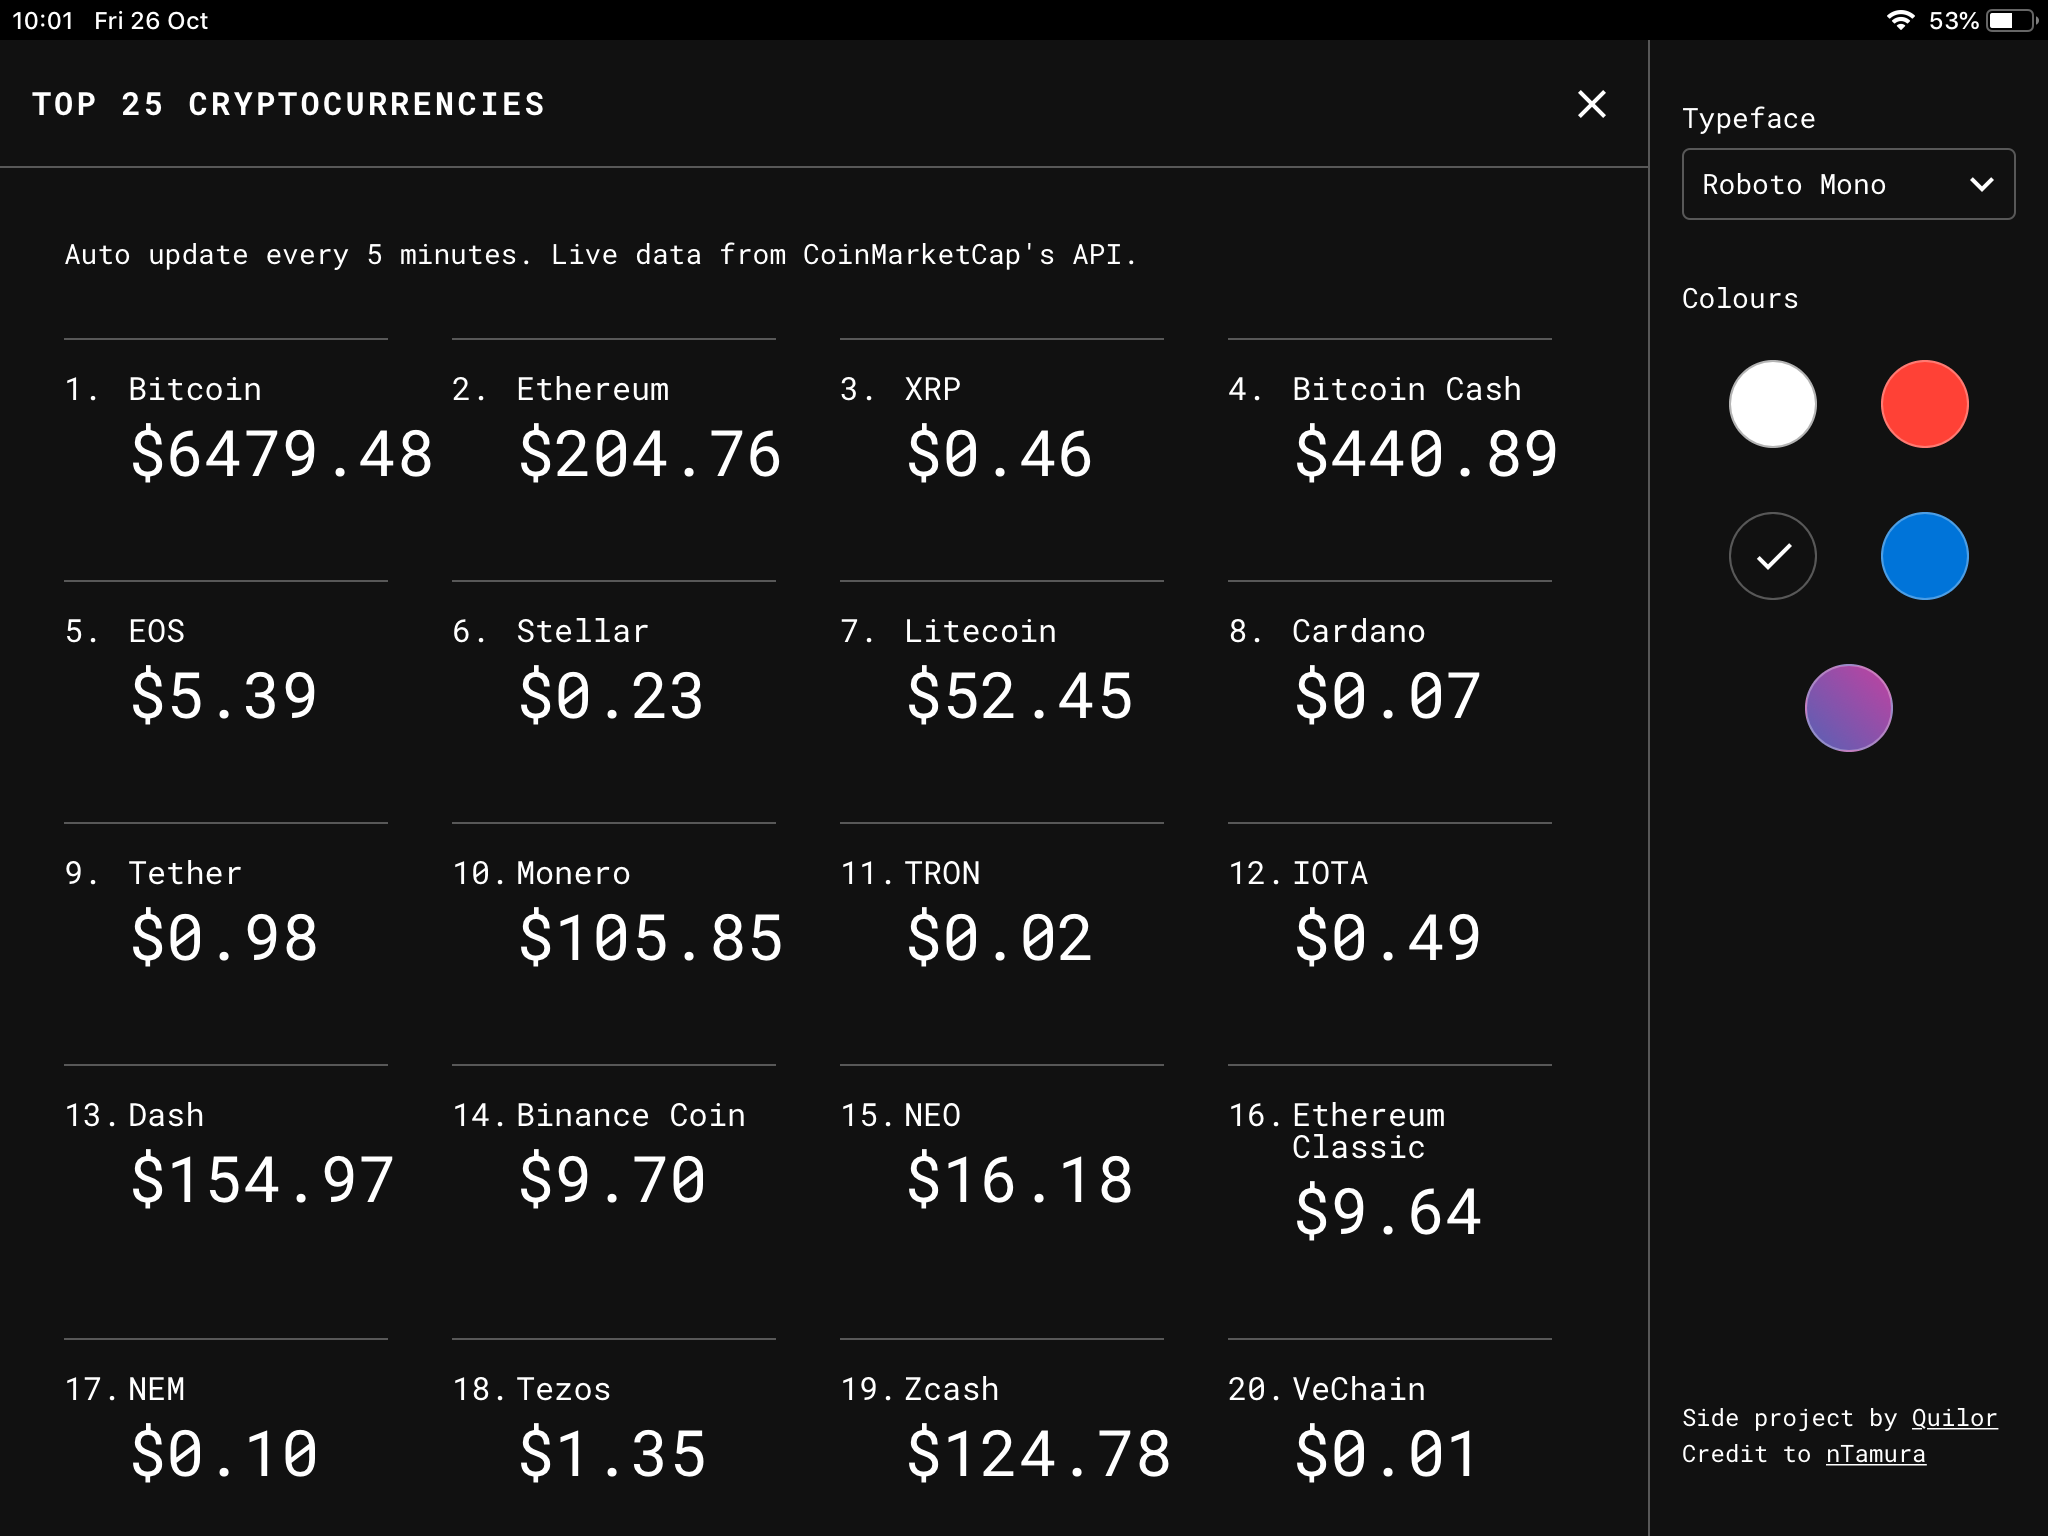 10:01 Fri 26 Oct
53%
TOP 25 CRYPTOCURRENCIES
Auto update every 5 minutes. Live data from CoinMarketCap's API.
1. Bitcoin
$6479.48
2. Ethereum
$204.76
3. XRP
$0.46
4. Bitcoin Cash
$440.89
5. EOS
$5.39
6. Stellar
$0.23
7. Litecoin
$52.45
8. Cardano
$0.07
9. Tether
$0.98
10. Monero
$105.85
11. TRON
$0.02
12. IOTA
$0.49
13. Dash
$154.97
14. Binance Coin
$9.70
15. NEO
$16.18
16. Ethereum
Classic
$9.64
17. NEM
$0.10
18. Tezos
$1.35
19. Zcash
$124.78
20. VeChain
$0.01
Typeface
Roboto Mono
Colours
Side project by Quilor
Credit to nTamura